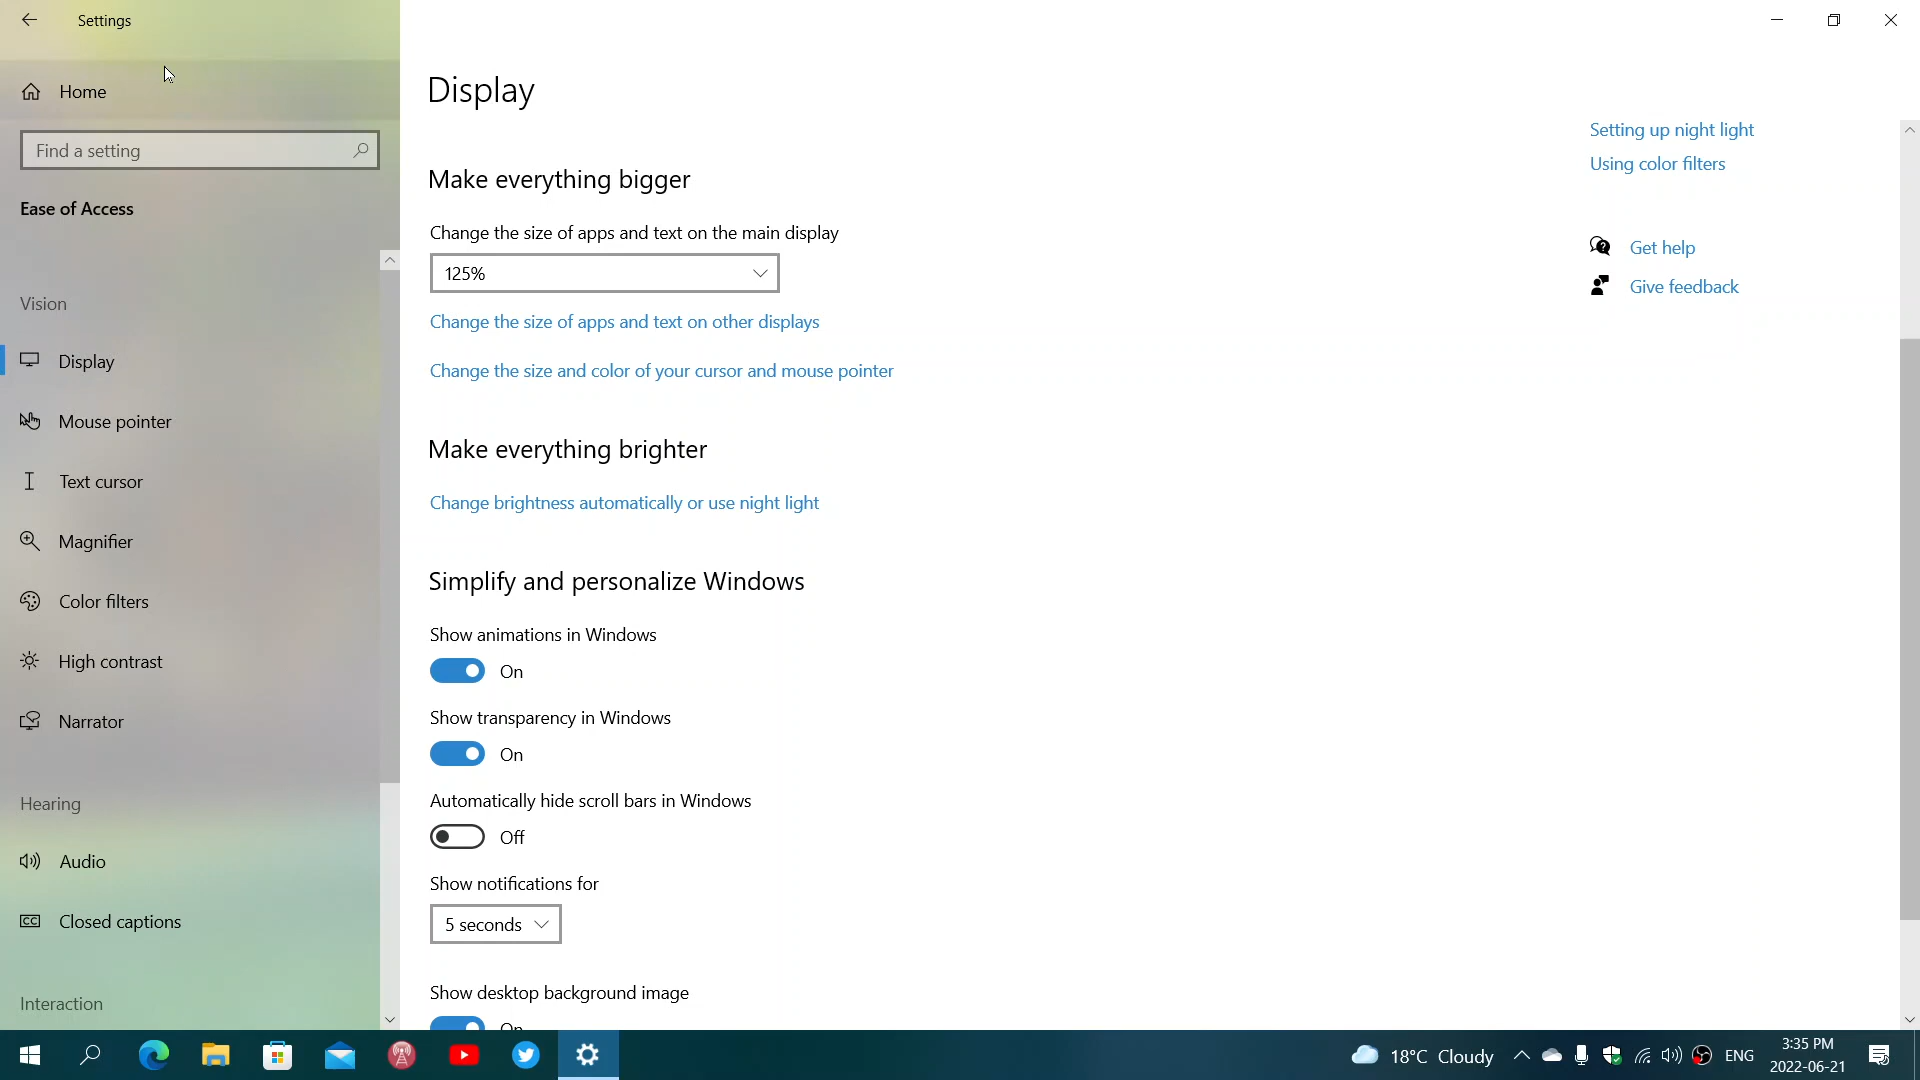 Settings
Home
Find a setting
Ease of Access
Vision
Display
Mouse pointer
Text cursor
Magnifier
Color filters
High contrast
Narrator
Hearing
Audio
Closed captions
Interaction
Display
Make everything bigger
Change the size of apps and text on the main display
125%
Change the size of apps and text on other displays
Change the size and color of your cursor and mouse pointer
Make everything brighter
Change brightness automatically or use night light
Simplify and personalize Windows
Show animations in Windows
On
Show transparency in Windows
On
Automatically hide scroll bars in Windows
Off
Show notifications for
5 seconds
Show desktop background image
On
Setting up night light
Using color filters
Get help
Give feedback
18°C Cloudy
ENG
3:35 PM
2022-06-21